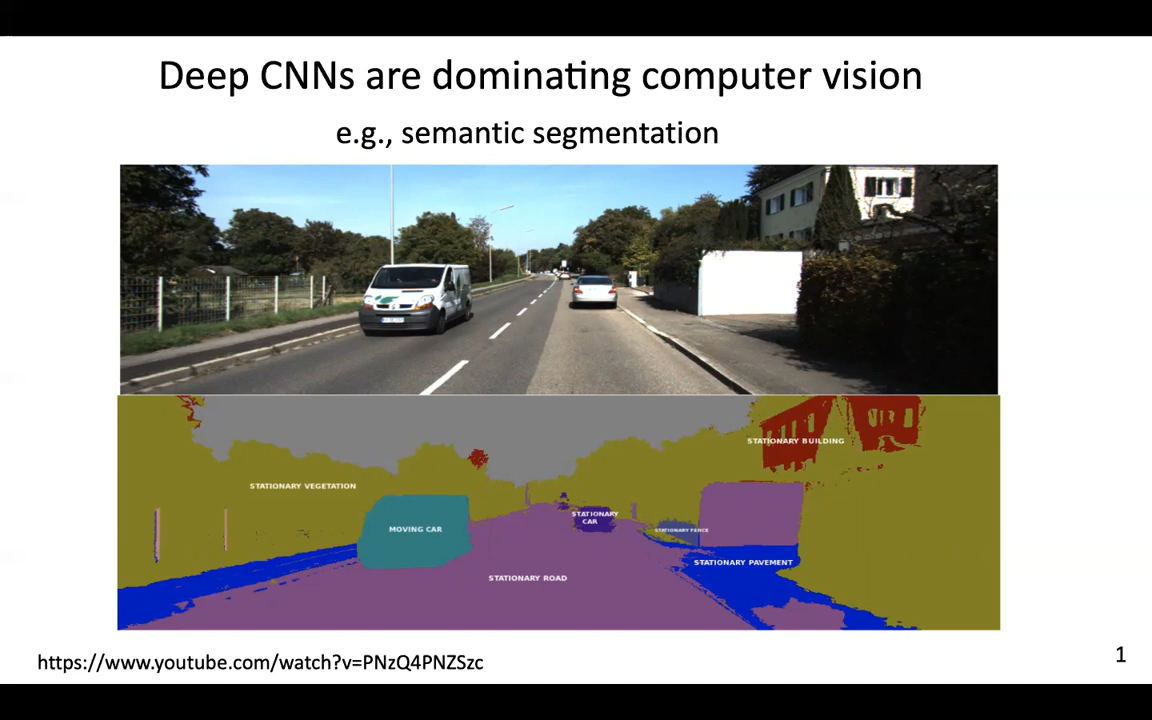 Deep CNNs are dominating computer vision
e.g., semantic segmentation
STATIONARY BUILDING
STATIONARY VEGETATION
STATIONARY
CAR
MOVING CAR
STATIONARY FENCE
STATIONARY PAVEMENT
STATIONARY ROAD
https://www.youtube.com/watch?v=PNzQ4PNZSzc
1